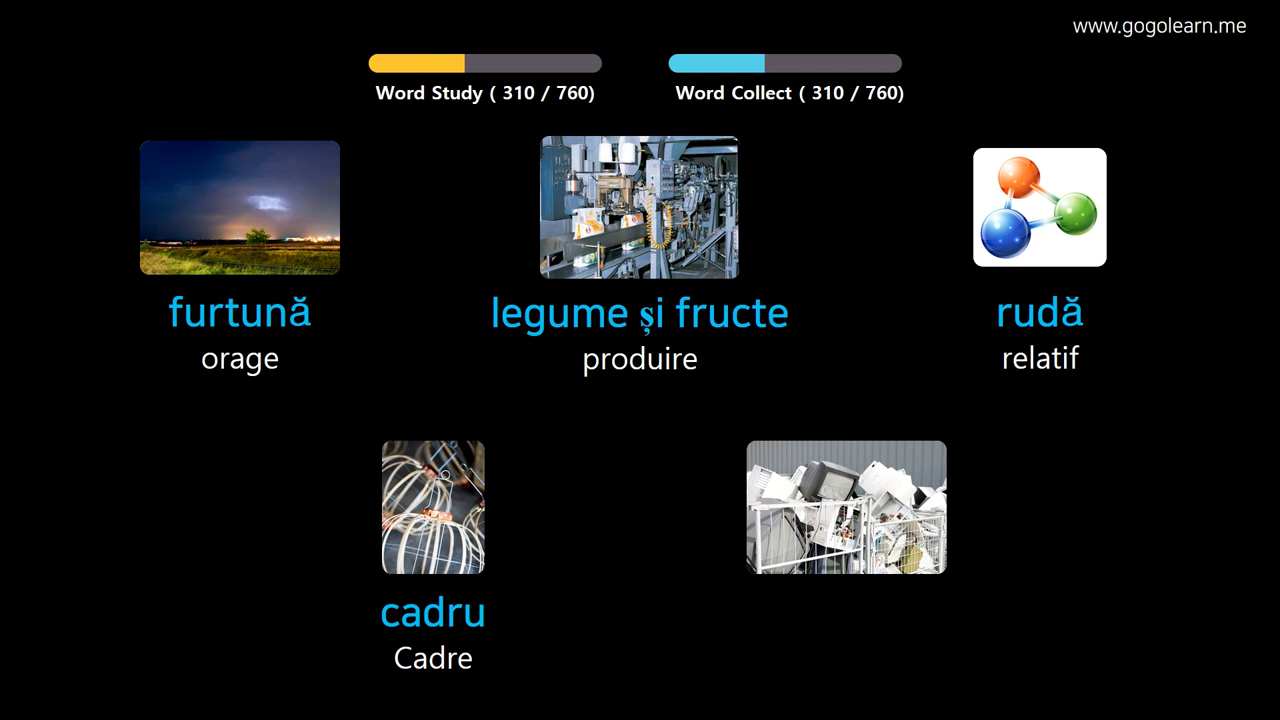 www.gogolearn.me
Word Study ( 310 / 760)
Word Collect ( 310 / 760)
furtună
orage
legume și fructe
produire
rudă
relatif
cadru
Cadre